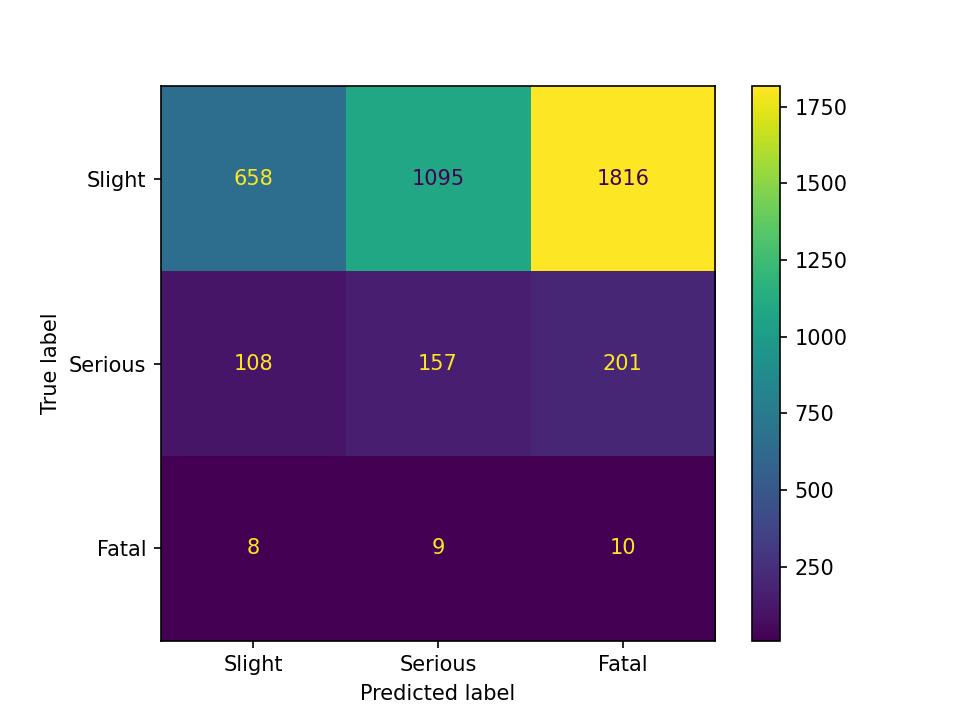 Slight
Serious
Fatal
True label
658 1095 1816
108 157 201
8 9 10
Slight Serious Fatal
Predicted label
1750
1500
1250
1000
750
500
250